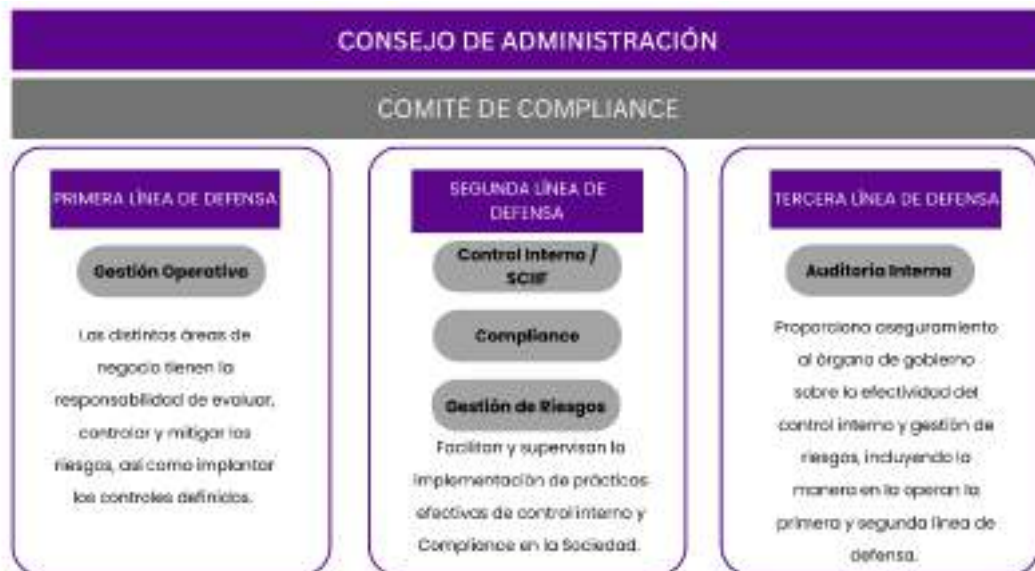 CONSEJO DE ADMINISTRACIÓN
COMITÉ DE COMPLIANCE
PRIMERA LÍNEA DE DEFENSA
Gestión Operativa
Las distintas áreas de
negocio tienen la
responsabilidad de evaluar,
controlar y mitigar los
riesgos, así como implantar
los controles definidos.
SEGUNDA LÍNEA DE
DEFENSA
Control Interno /
SCIIF
Compliance
Gestión de Riesgos
Facilitan y supervisan la
implementación de prácticas
efectivas de control interno y
Compliance en la Sociedad.
TERCERA LÍNEA DE DEFENSA
Auditoría Interna
Proporciona aseguramiento
al órgano de gobierno
sobre la efectividad del
control interno y gestión de
riesgos, incluyendo la
manera en la operan la
primera y segunda línea de
defensa.